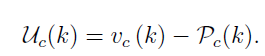 𝒰_c(k) = v_c (k) − 𝒫_c(k).